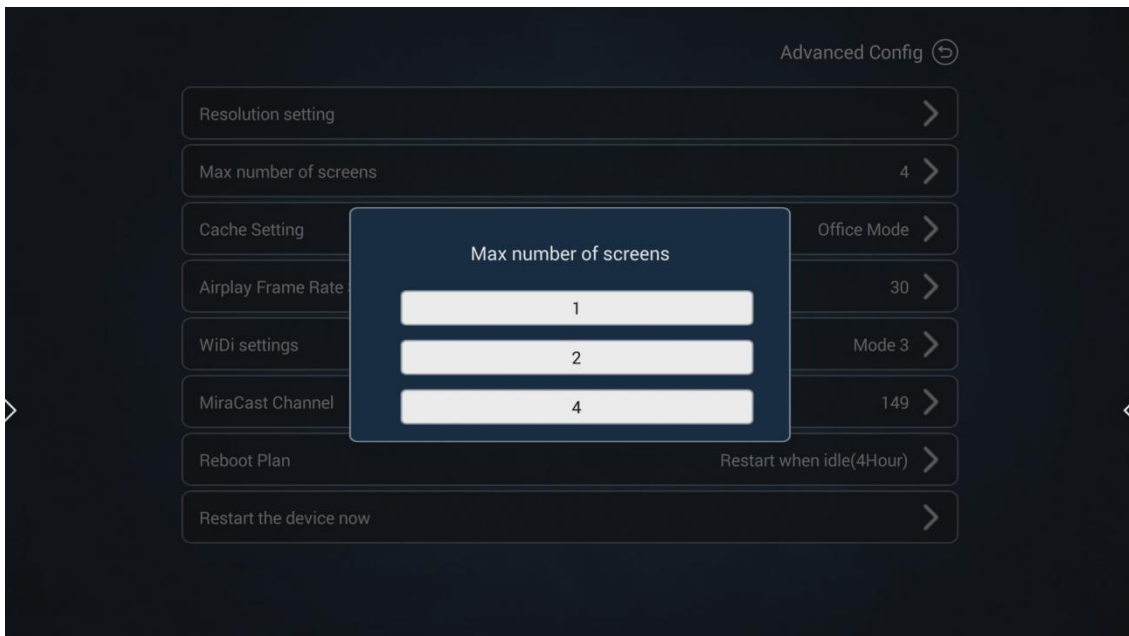 Advanced Config
Resolution setting
Max number of screens 4
Cache Setting Office Mode
Max number of screens
Airplay Frame Rate 30
1
WiDi settings Mode 3
2
MiraCast Channel 149
4
Reboot Plan Restart when idle(4Hour)
Restart the device now